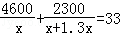 4600/x + 2300/(x+1.3x) = 33